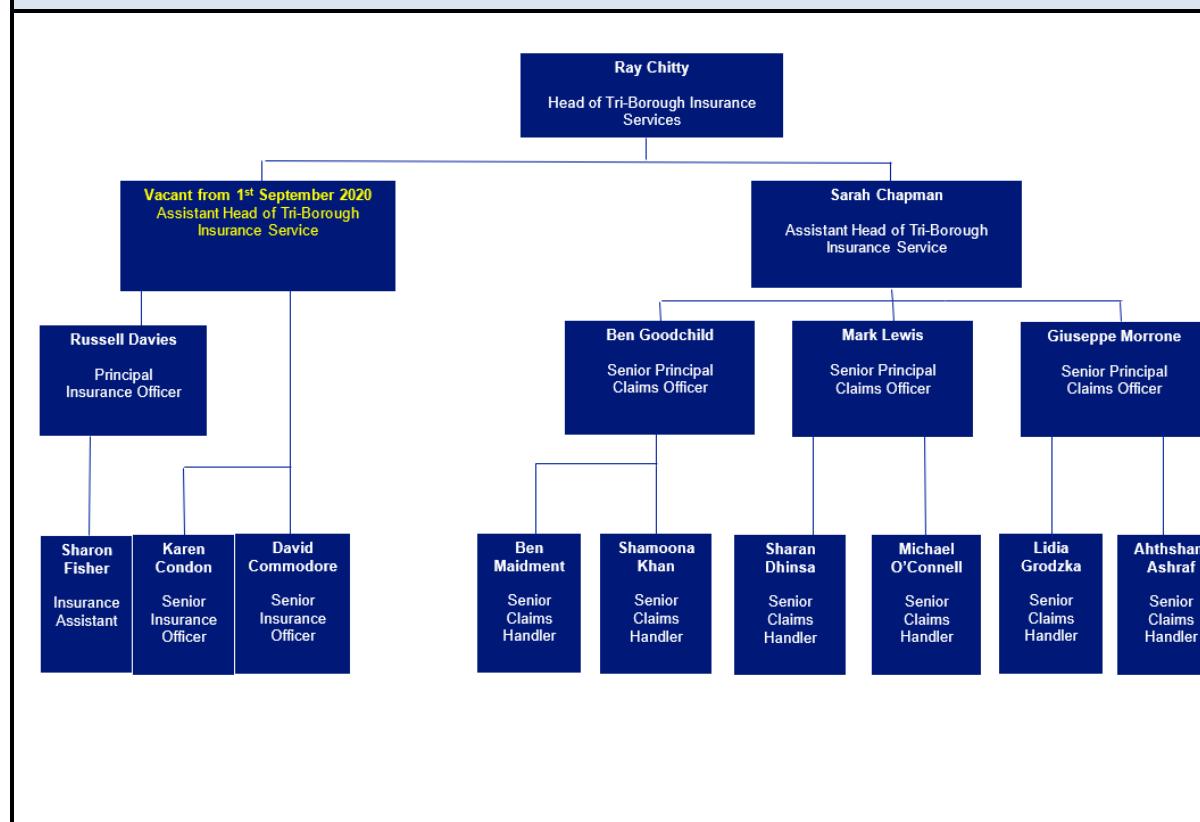 Ray Chitty
Head of Tri-Borough Insurance
Services
Vacant from 1st September 2020
Assistant Head of Tri-Borough
Insurance Service
Sarah Chapman
Assistant Head of Tri-Borough
Insurance Service
Russell Davies
Principal
Insurance Officer
Ben Goodchild
Senior Principal
Claims Officer
Mark Lewis
Senior Principal
Claims Officer
Giuseppe Morrone
Senior Principal
Claims Officer
Sharon
Fisher
Insurance
Assistant
Karen
Condon
Senior
Insurance
Officer
David
Commodore
Senior
Insurance
Officer
Ben
Maidment
Senior
Claims
Handler
Shamoona
Khan
Senior
Claims
Handler
Sharan
Dhinsa
Senior
Claims
Handler
Michael
O'Connell
Senior
Claims
Handler
Lidia
Grodzka
Senior
Claims
Handler
Ashraf
Senior
Claims
Handler